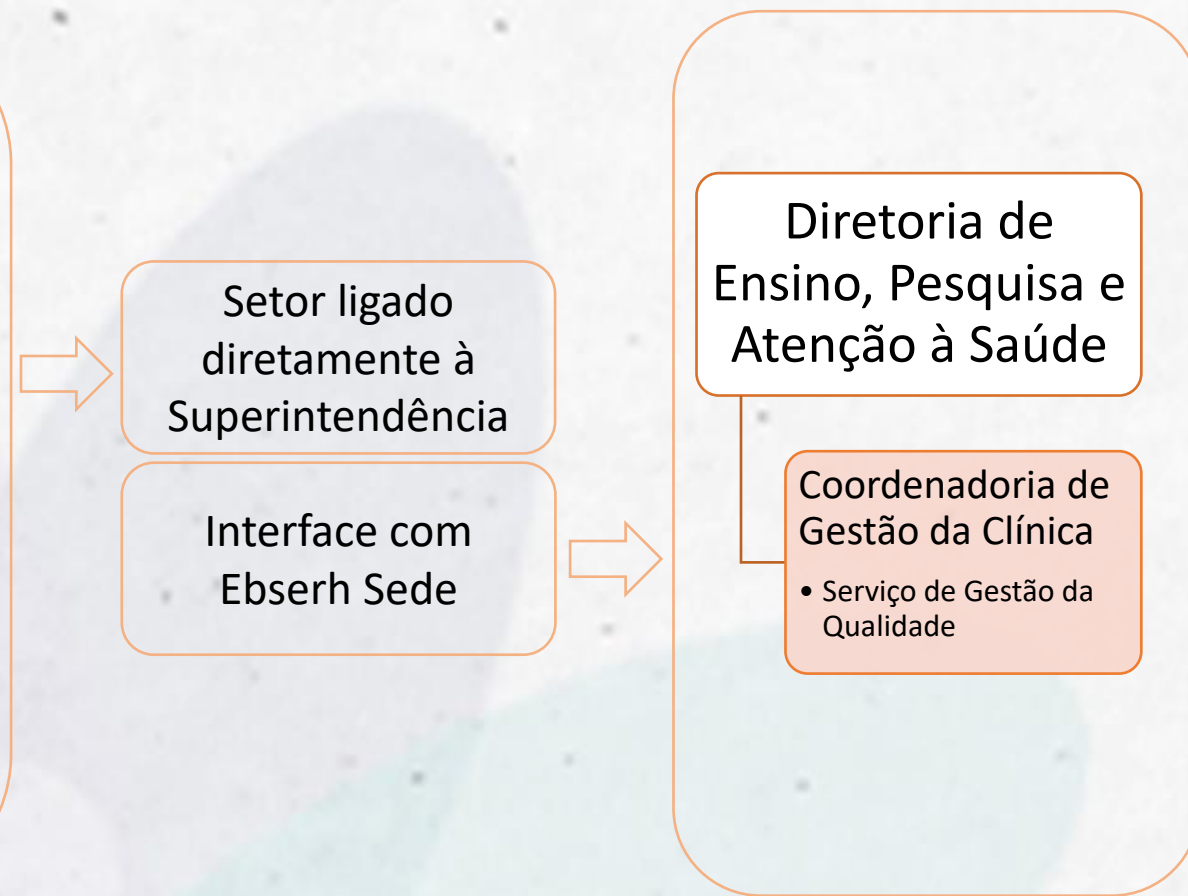 Setor ligado
diretamente à
Superintendência
Interface com
Ebserh Sede
Diretoria de
Ensino, Pesquisa e
Atenção à Saúde
Coordenadoria de
Gestão da Clínica
• Serviço de Gestão da
Qualidade